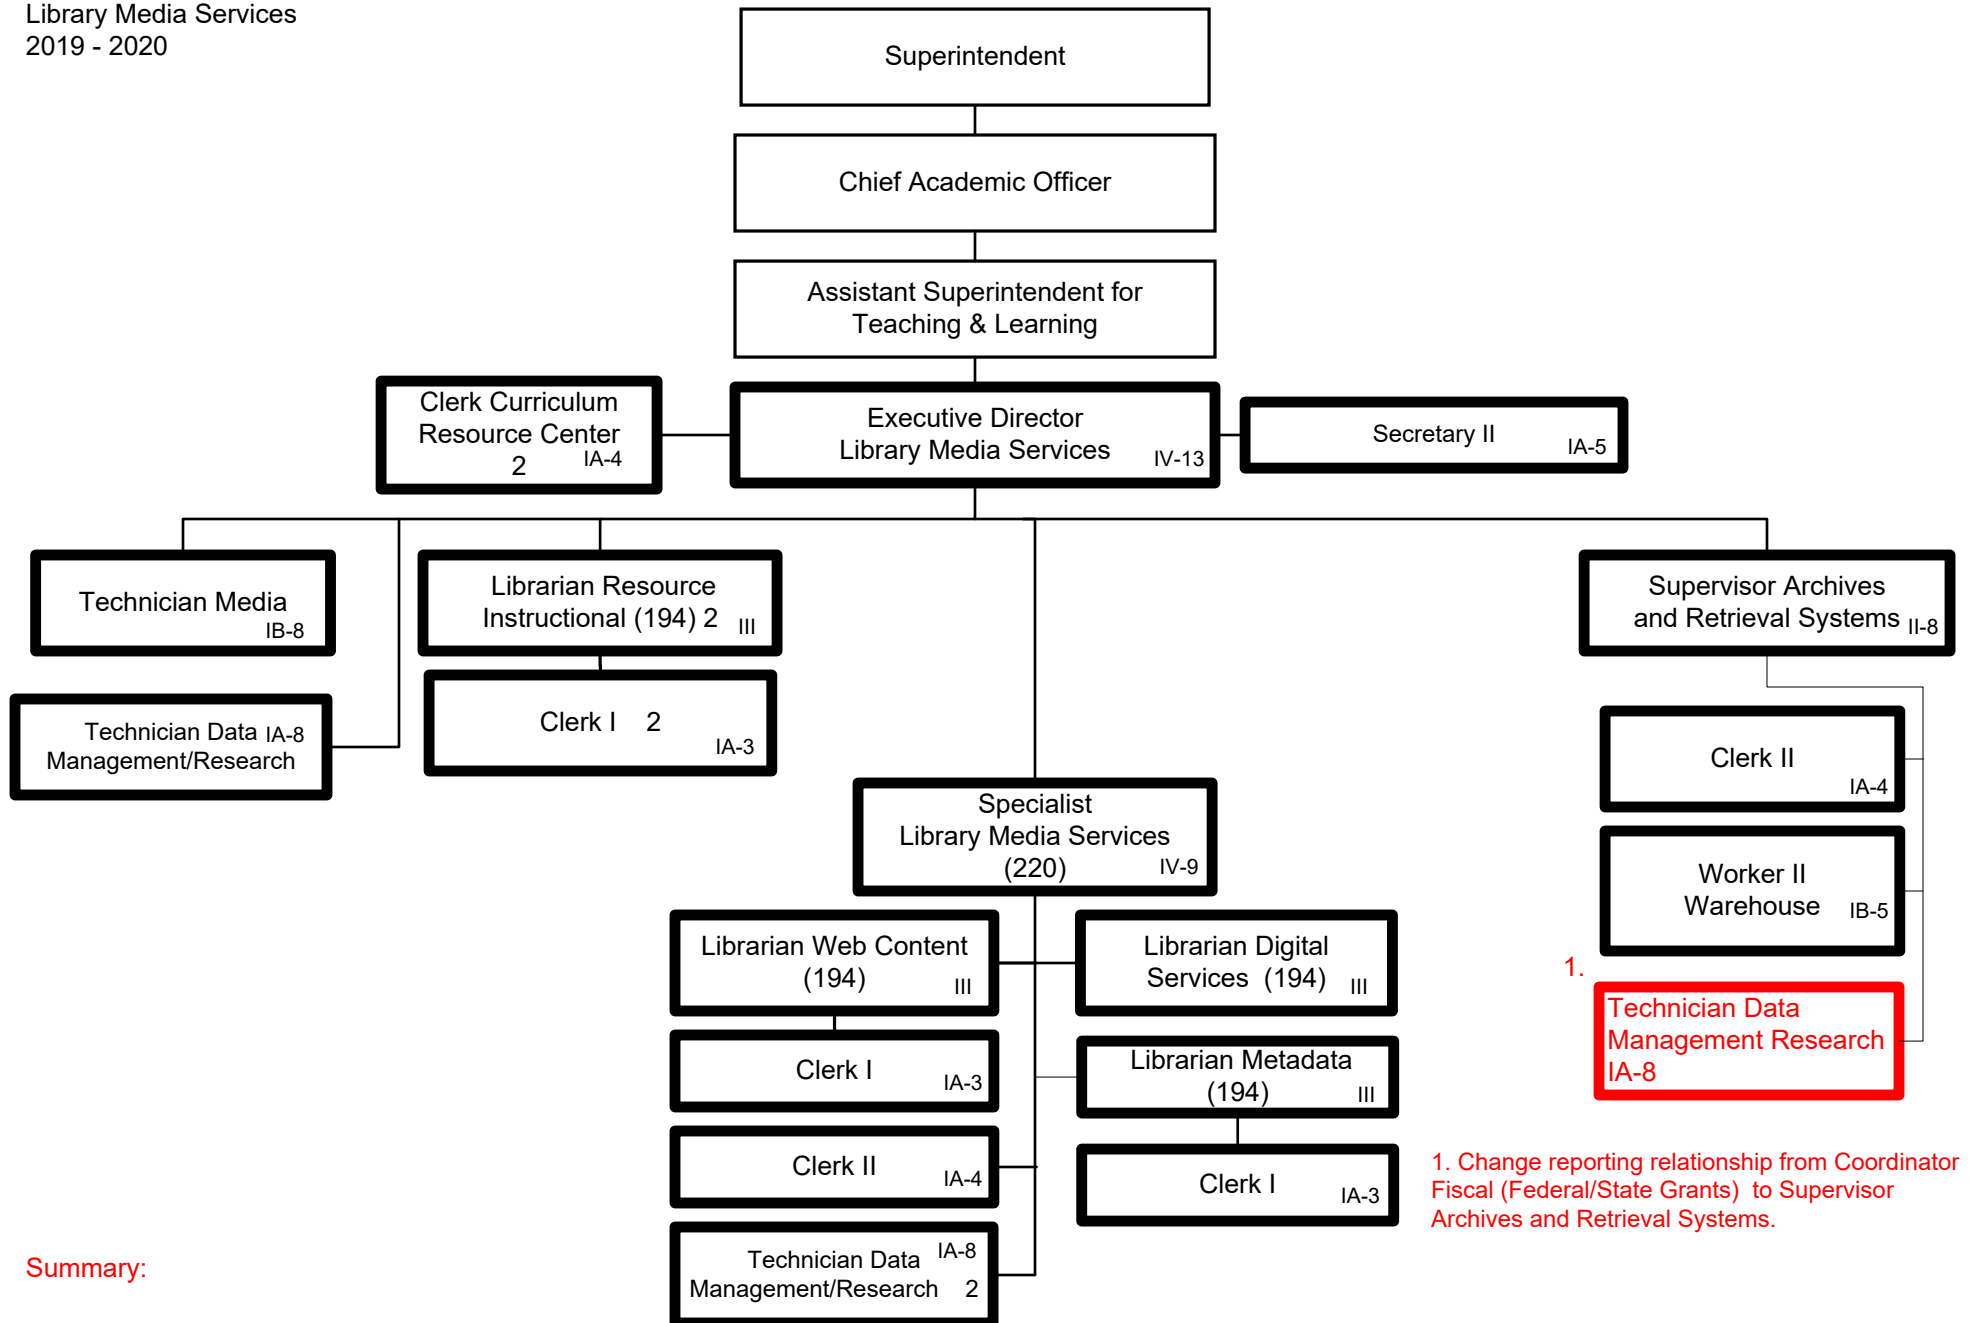 Library Media Services
2019 - 2020
Superintendent
Chief Academic Officer
Assistant Superintendent for
Teaching & Learning
Clerk Curriculum
Resource Center
2
IA-4
Executive Director
Library Media Services
IV-13
Secretary II
IA-5
Technician Media
IB-8
Librarian Resource
Instructional (194) 2
III
Supervisor Archives
and Retrieval Systems
II-8
Technician Data
IA-8
Management/Research
Clerk I 2
IA-3
Clerk II
IA-4
Specialist
Library Media Services
(220)
IV-9
Worker II
Warehouse
IB-5
Librarian Web Content
(194)
III
Librarian Digital
Services (194)
III
1.
Technician Data
Management Research
IA-8
Clerk I
IA-3
Librarian Metadata
(194)
III
Clerk II
IA-4
Clerk I
IA-3
1. Change reporting relationship from Coordinator
Fiscal (Federal/State Grants) to Supervisor
Archives and Retrieval Systems.
Technician Data
IA-8
Management/Research 2
Summary: